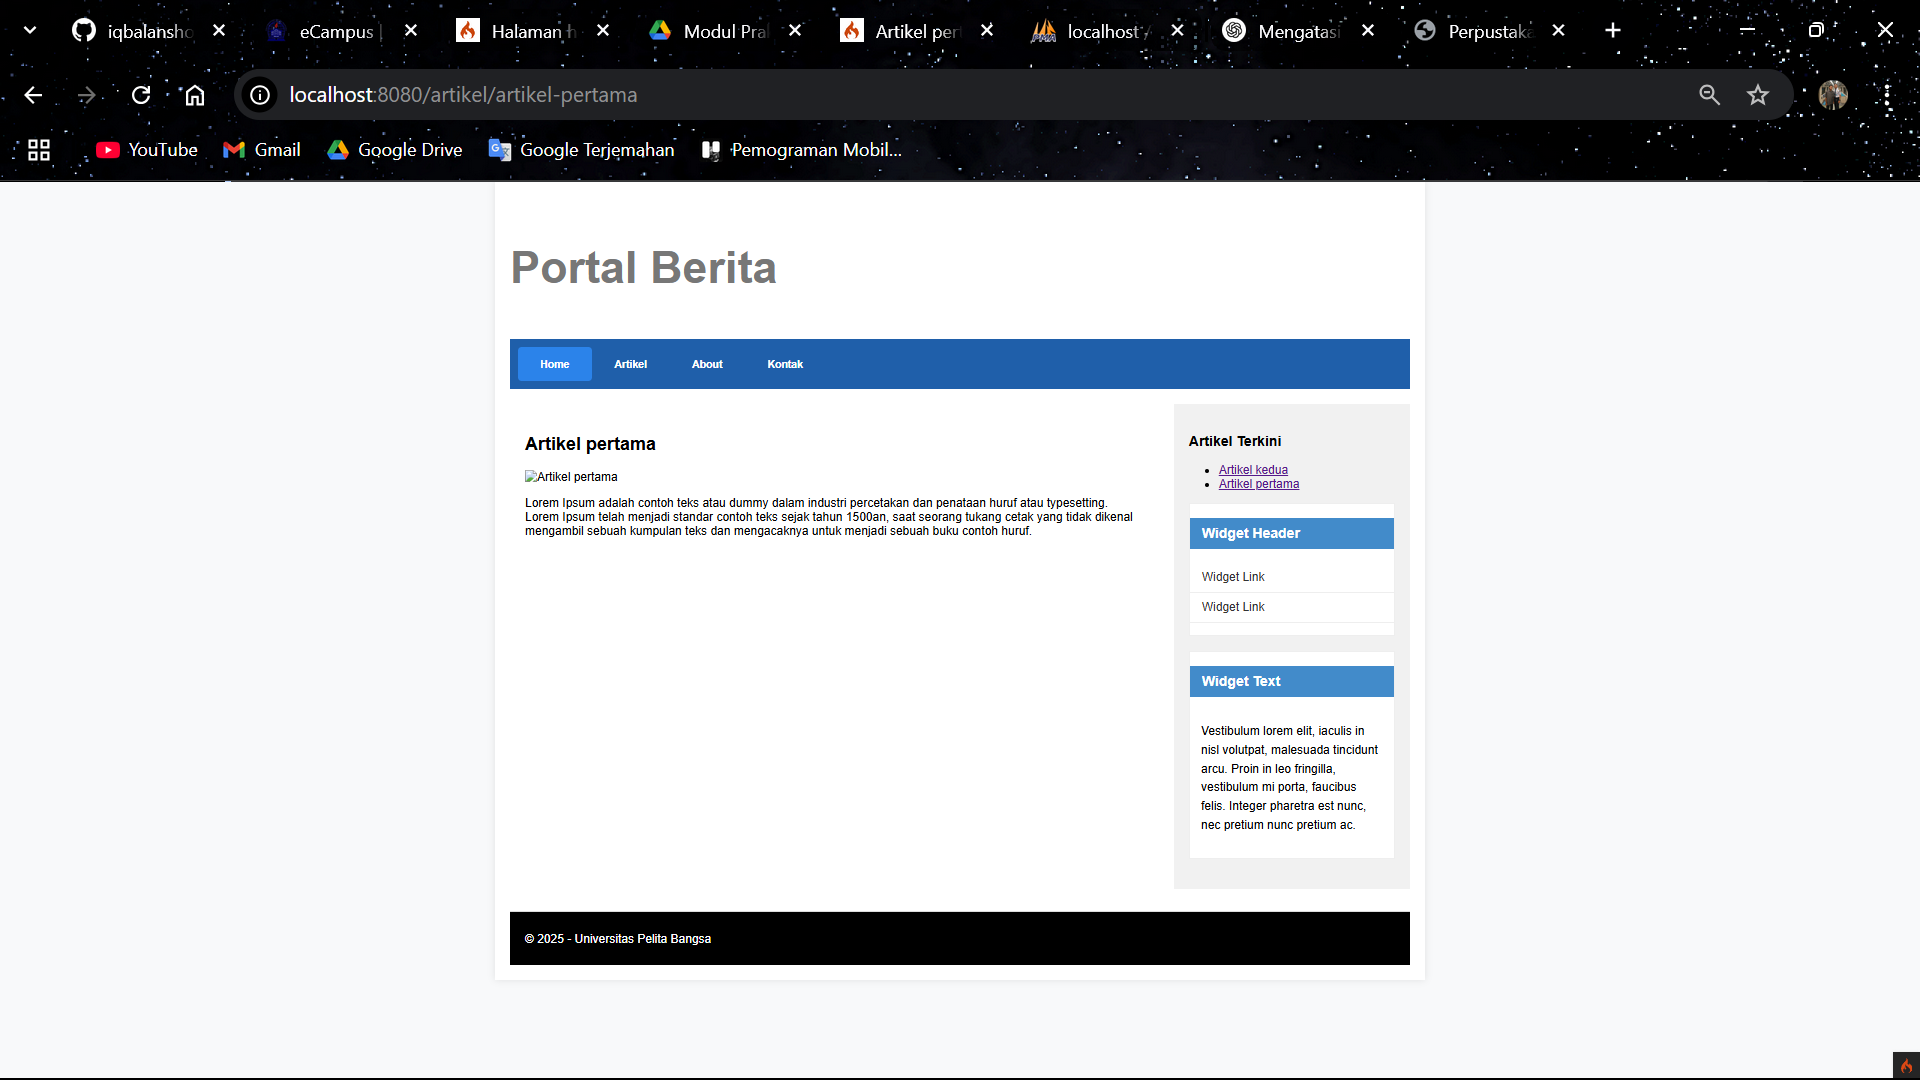 iqbalansho
eCampus |
Halaman h
Modul Pral
Artikel pert
localhost /
Mengatasi
Perpustaka
localhost:8080/artikel/artikel-pertama
YouTube
Gmail
Google Drive
Google Terjemahan
Pemograman Mobil...
Portal Berita
Home
Artikel
About
Kontak
Artikel pertama
Artikel pertama
Lorem Ipsum adalah contoh teks atau dummy dalam industri percetakan dan penataan huruf atau typesetting.
Lorem Ipsum telah menjadi standar contoh teks sejak tahun 1500an, saat seorang tukang cetak yang tidak dikenal
mengambil sebuah kumpulan teks dan mengacaknya untuk menjadi sebuah buku contoh huruf.
Artikel Terkini
Artikel kedua
Artikel pertama
Widget Header
Widget Link
Widget Link
Widget Text
Vestibulum lorem elit, iaculis in
nisl volutpat, malesuada tincidunt
arcu. Proin in leo fringilla,
vestibulum mi porta, faucibus
felis. Integer pharetra est nunc,
nec pretium nunc pretium ac.
© 2025 - Universitas Pelita Bangsa